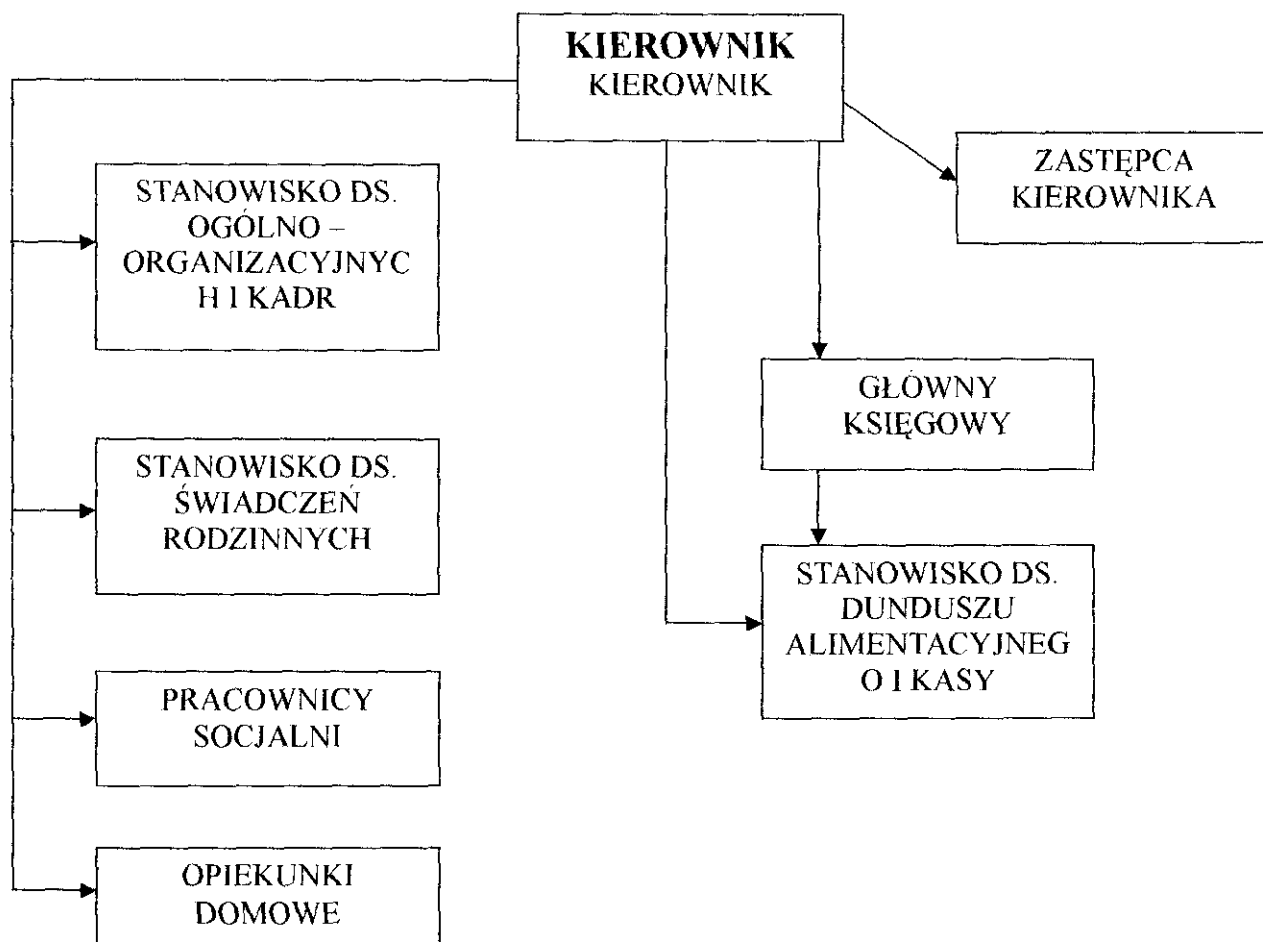 KIEROWNIK
KIEROWNIK
ZASTĘPCA
KIEROWNIKA
STANOWISKO DS.
OGÓLNO –
ORGANIZACYJNYC
H I KADR
GŁÓWNY
KSIĘGOWY
STANOWISKO DS.
ŚWIADCZEŃ
RODZINNYCH
STANOWISKO DS.
DUNDUSZU
ALIMENTACYJNEG
O I KASY
PRACOWNICY
SOCJALNI
OPIEKUNKI
DOMOWE